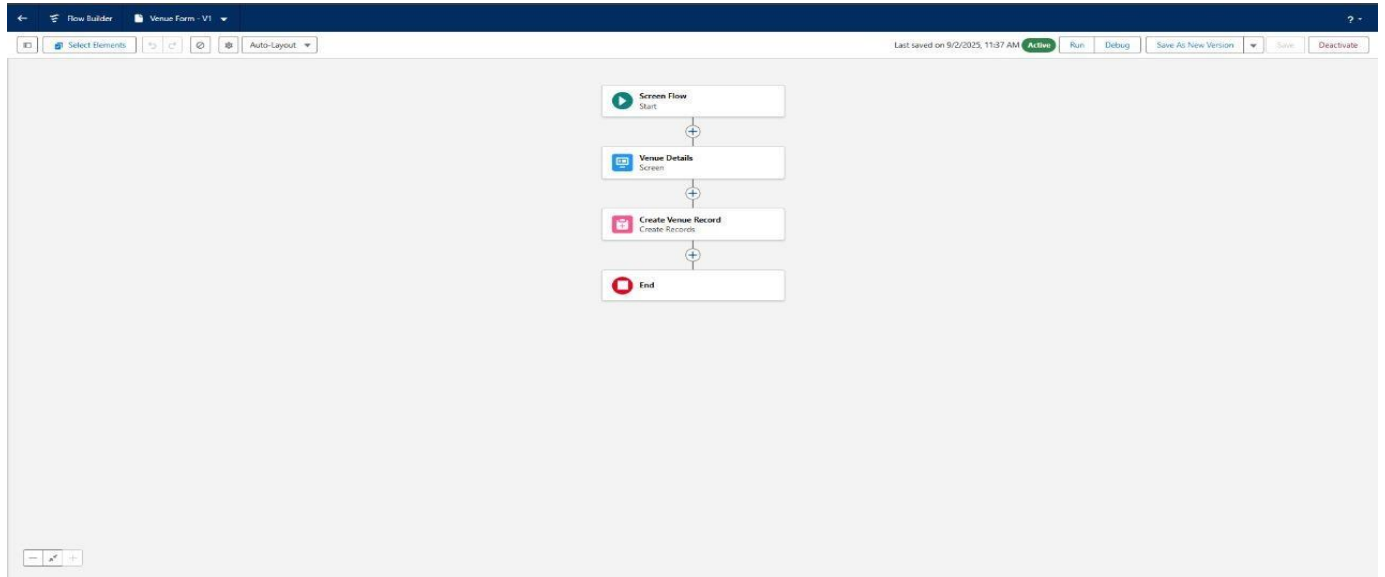 Flow Builder Venue Form - V1 ?
Select Elements Auto-Layout Last saved on 9/2/2025, 11:37 AM Active Run Debug Save As New Version Save Deactivate
Screen Flow
Start
Venue Details
Screen
Create Venue Record
Create Records
End